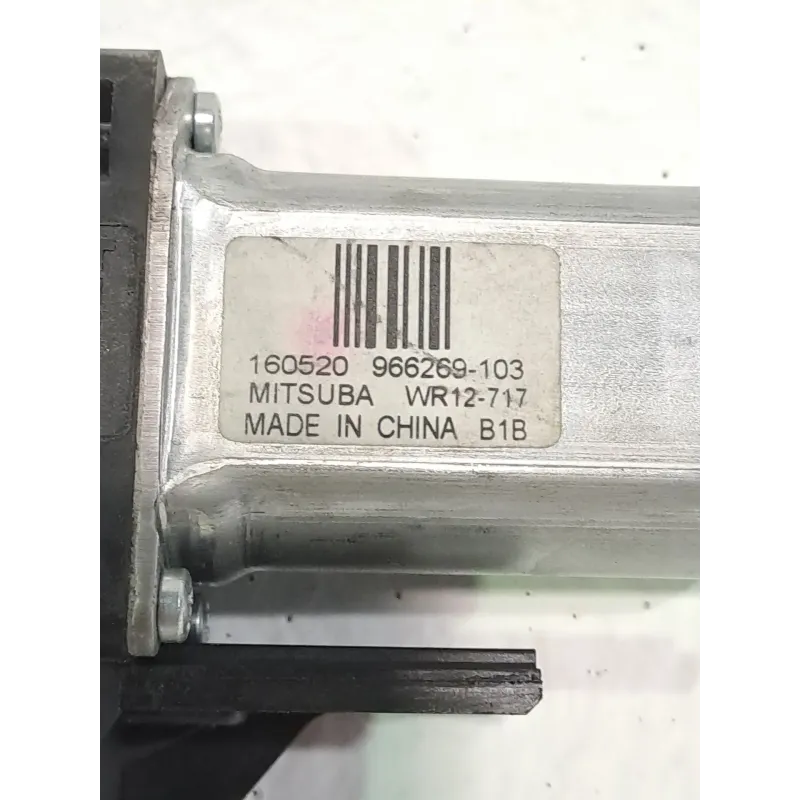 160520 966269-103
MITSUBA WR12-717
MADE IN CHINA B1B